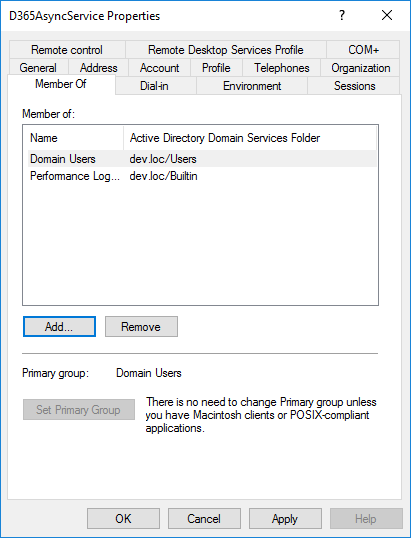 D365AsyncService Properties
?
Remote control
Remote Desktop Services Profile
COM+
General
Address
Account
Profile
Telephones
Organization
Member Of
Dial-in
Environment
Sessions
Member of:
Name
Active Directory Domain Services Folder
Domain Users
dev.loc/Users
Performance Log...
dev.loc/Builtin
Add...
Remove
Primary group:
Domain Users
Set Primary Group
There is no need to change Primary group unless
you have Macintosh clients or POSIX-compliant
applications.
OK
Cancel
Apply
Help